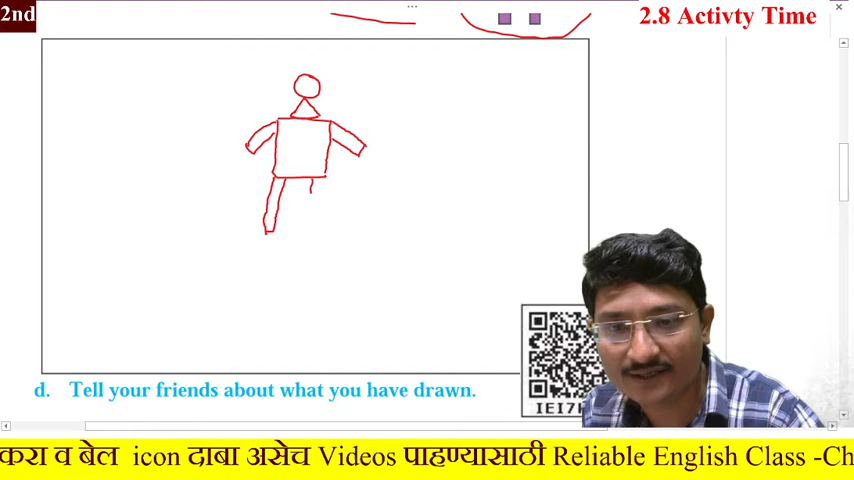 2nd
2.8 Activty Time
d. Tell your friends about what you have drawn.
करा व बेल icon दाबा असेच Videos पाहण्यासाठी Reliable English Class -Ch